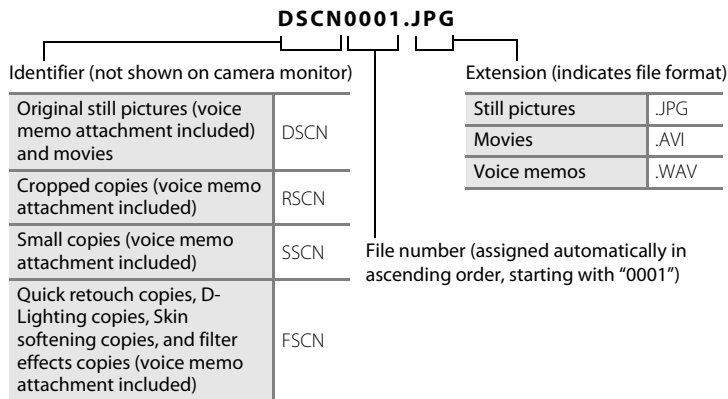 DSCN0001.JPG
Identifier (not shown on camera monitor)
Original still pictures (voice
memo attachment included)
and movies
DSCN
Cropped copies (voice memo
attachment included)
RSCN
Small copies (voice memo
attachment included)
SSCN
Quick retouch copies, D-
Lighting copies, Skin
softening copies, and filter
effects copies (voice memo
attachment included)
FSCN
Extension (indicates file format)
Still pictures
.JPG
Movies
.AVI
Voice memos
.WAV
File number (assigned automatically in
ascending order, starting with “0001”)